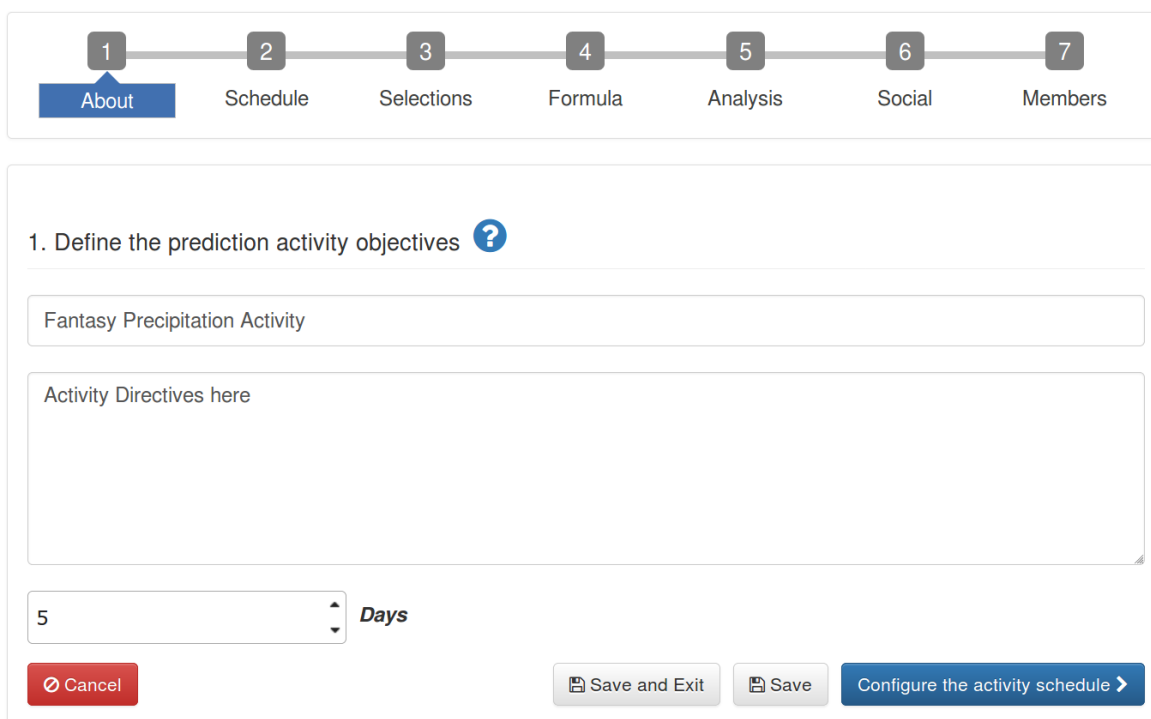 1 2 3 4 5 6 7
About Schedule Selections Formula Analysis Social Members
1. Define the prediction activity objectives ?
Fantasy Precipitation Activity
Activity Directives here
5 Days
Cancel Save and Exit Save Configure the activity schedule